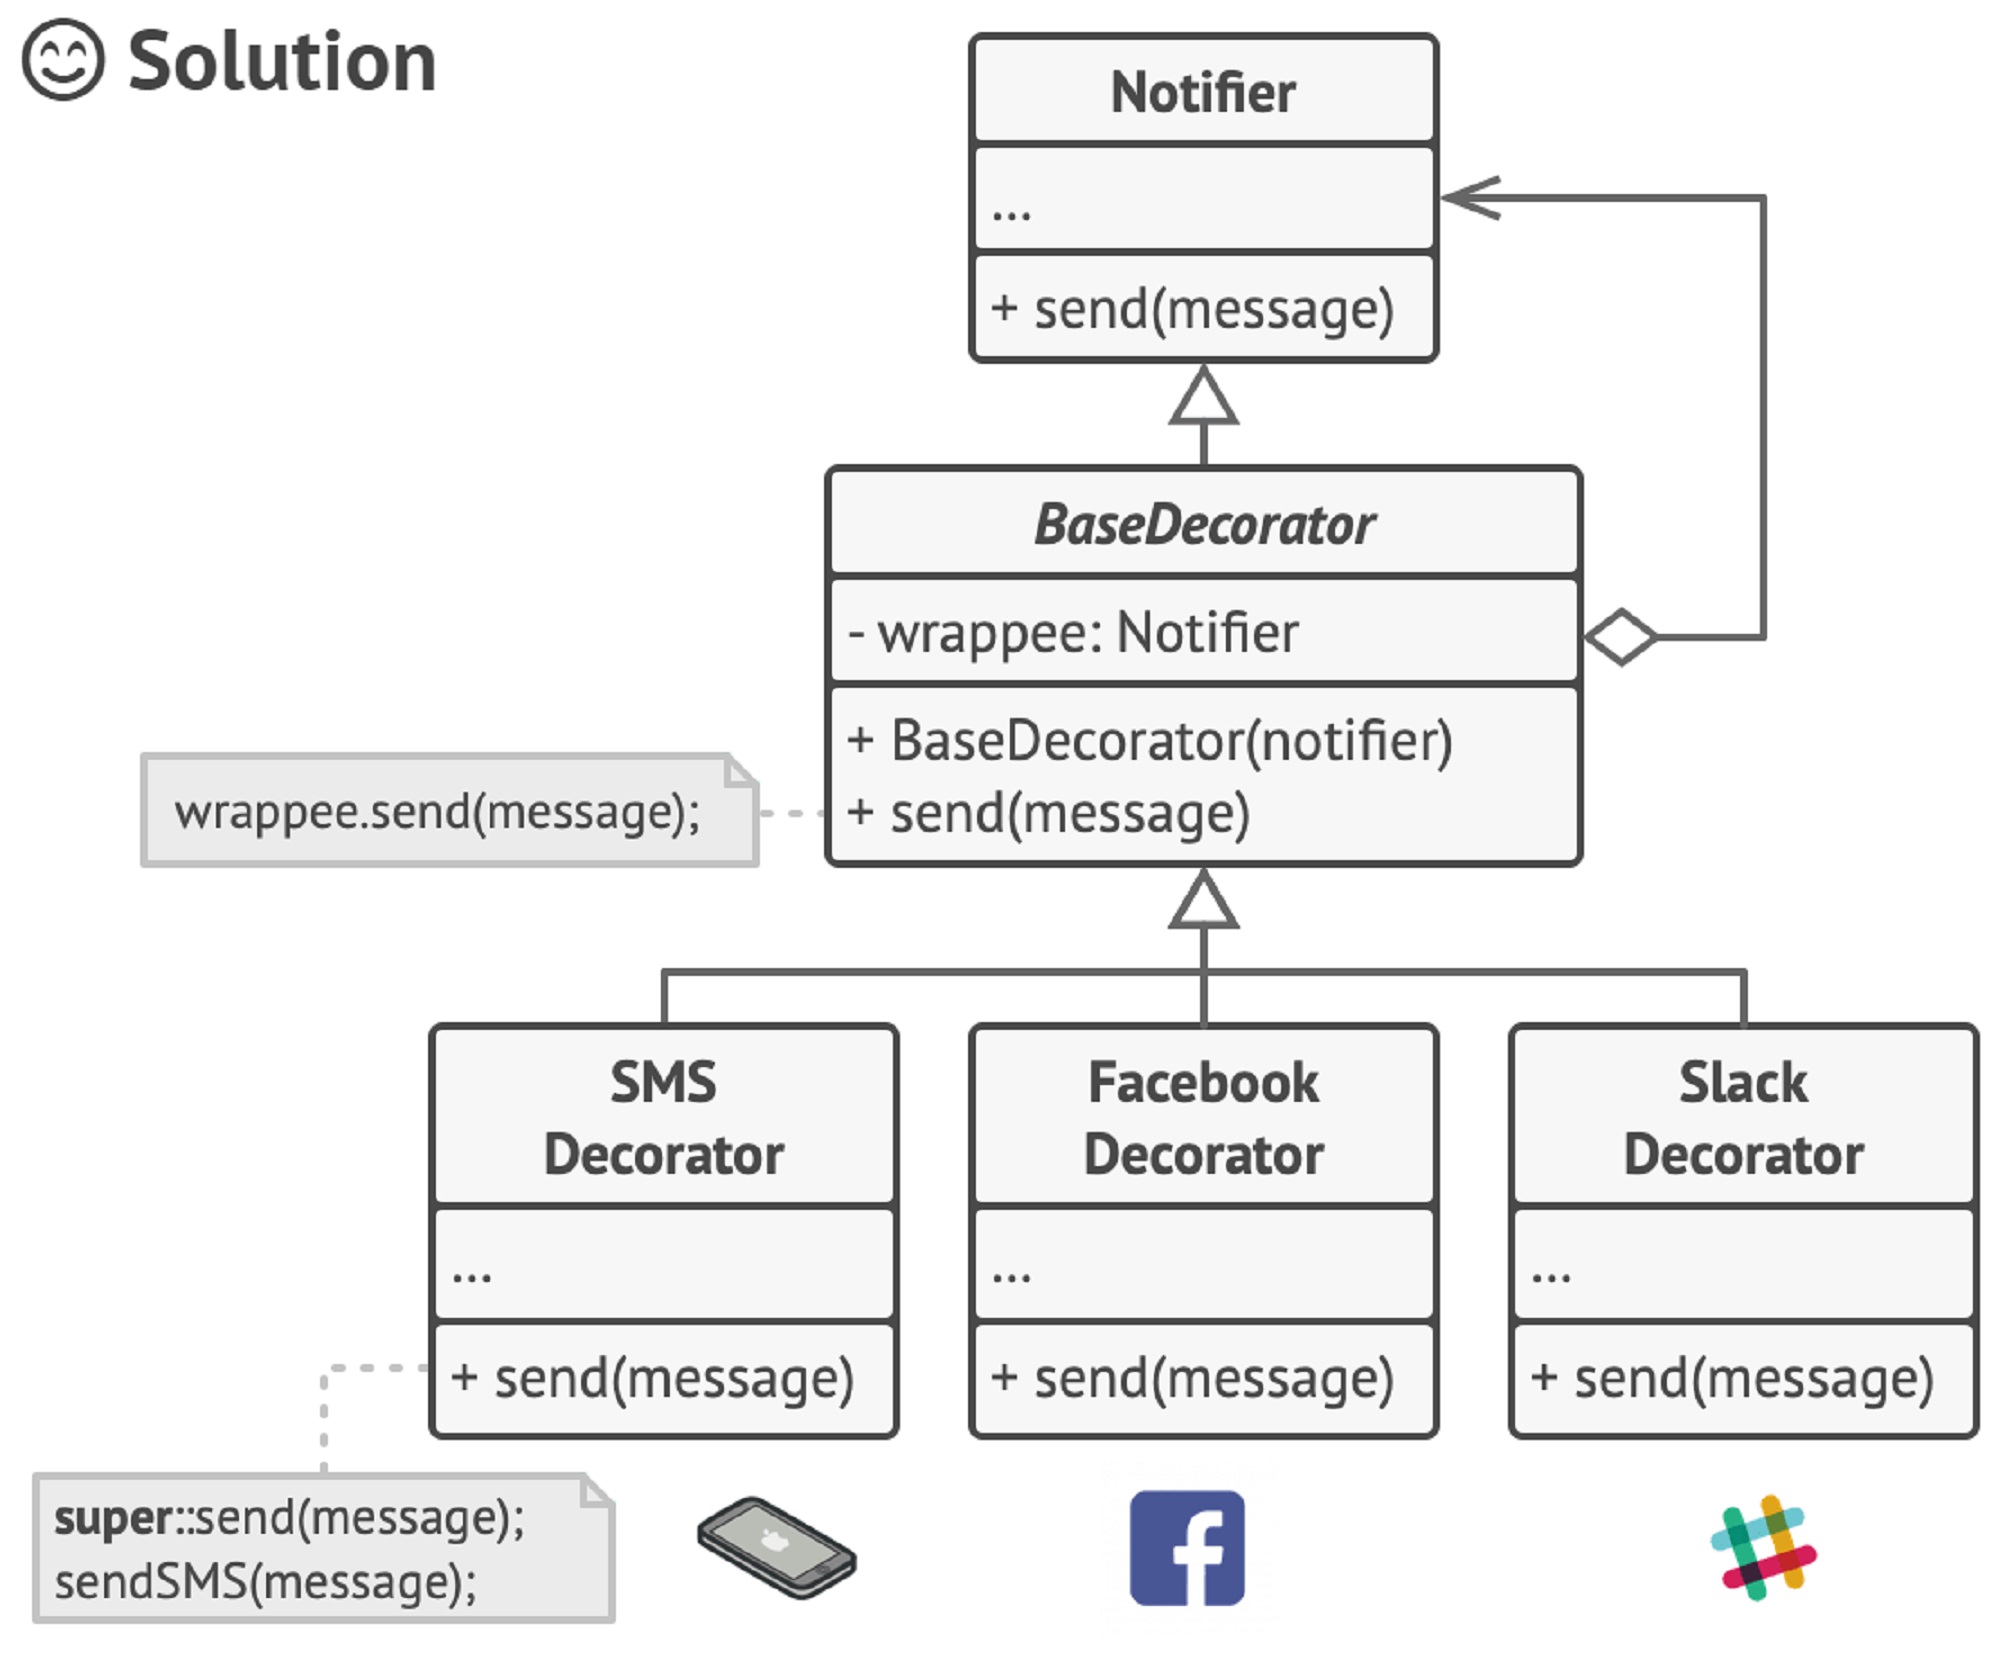 Solution
Notifier
...
+ send(message)
BaseDecorator
- wrappee: Notifier
+ BaseDecorator(notifier)
+ send(message)
wrappee.send(message);
SMS
Decorator
...
+ send(message)
Facebook
Decorator
...
+ send(message)
Slack
Decorator
...
+ send(message)
super::send(message);
sendSMS(message);
f